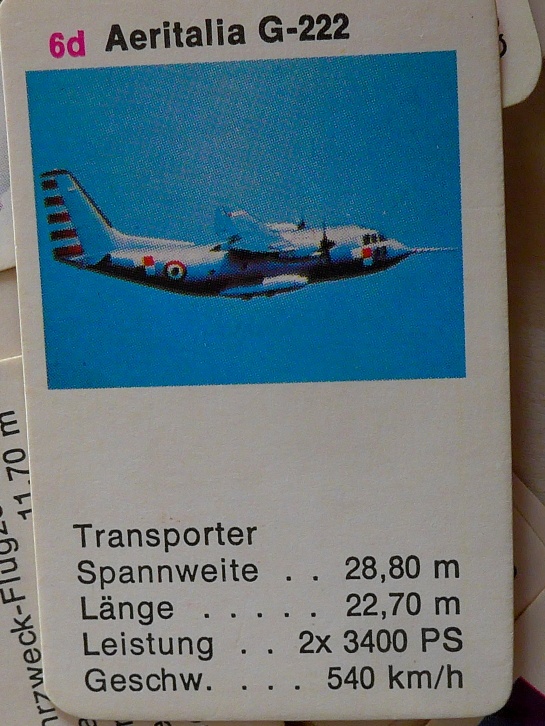 6d Aeritalia G-222
Transporter
Spannweite . . 28,80 m
Länge . . . . . 22,70 m
Leistung . . 2x 3400 PS
Geschw. . . . . 540 km/h
11,70 m